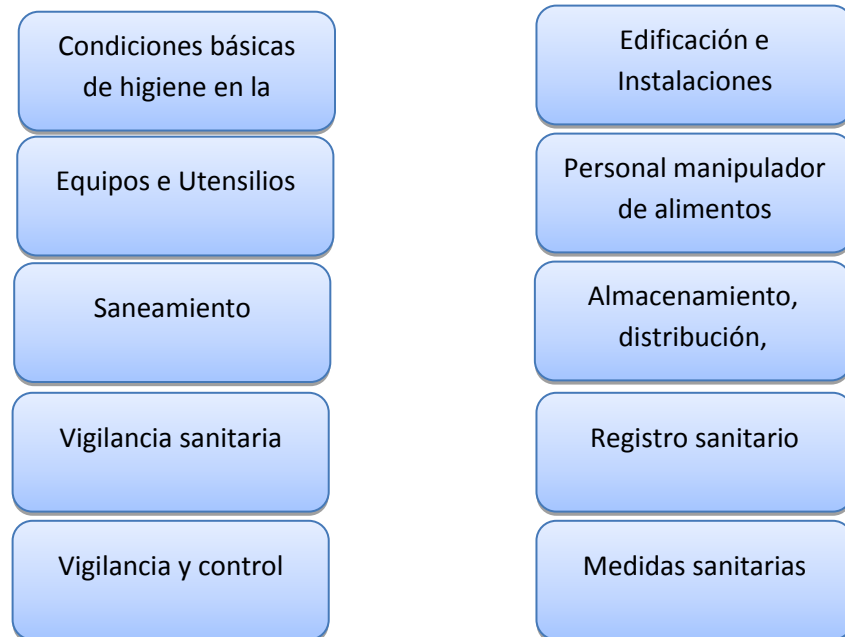 Condiciones básicas
de higiene en la
Edificación e
Instalaciones
Equipos e Utensilios
Personal manipulador
de alimentos
Saneamiento
Almacenamiento,
distribución,
Vigilancia sanitaria
Registro sanitario
Vigilancia y control
Medidas sanitarias